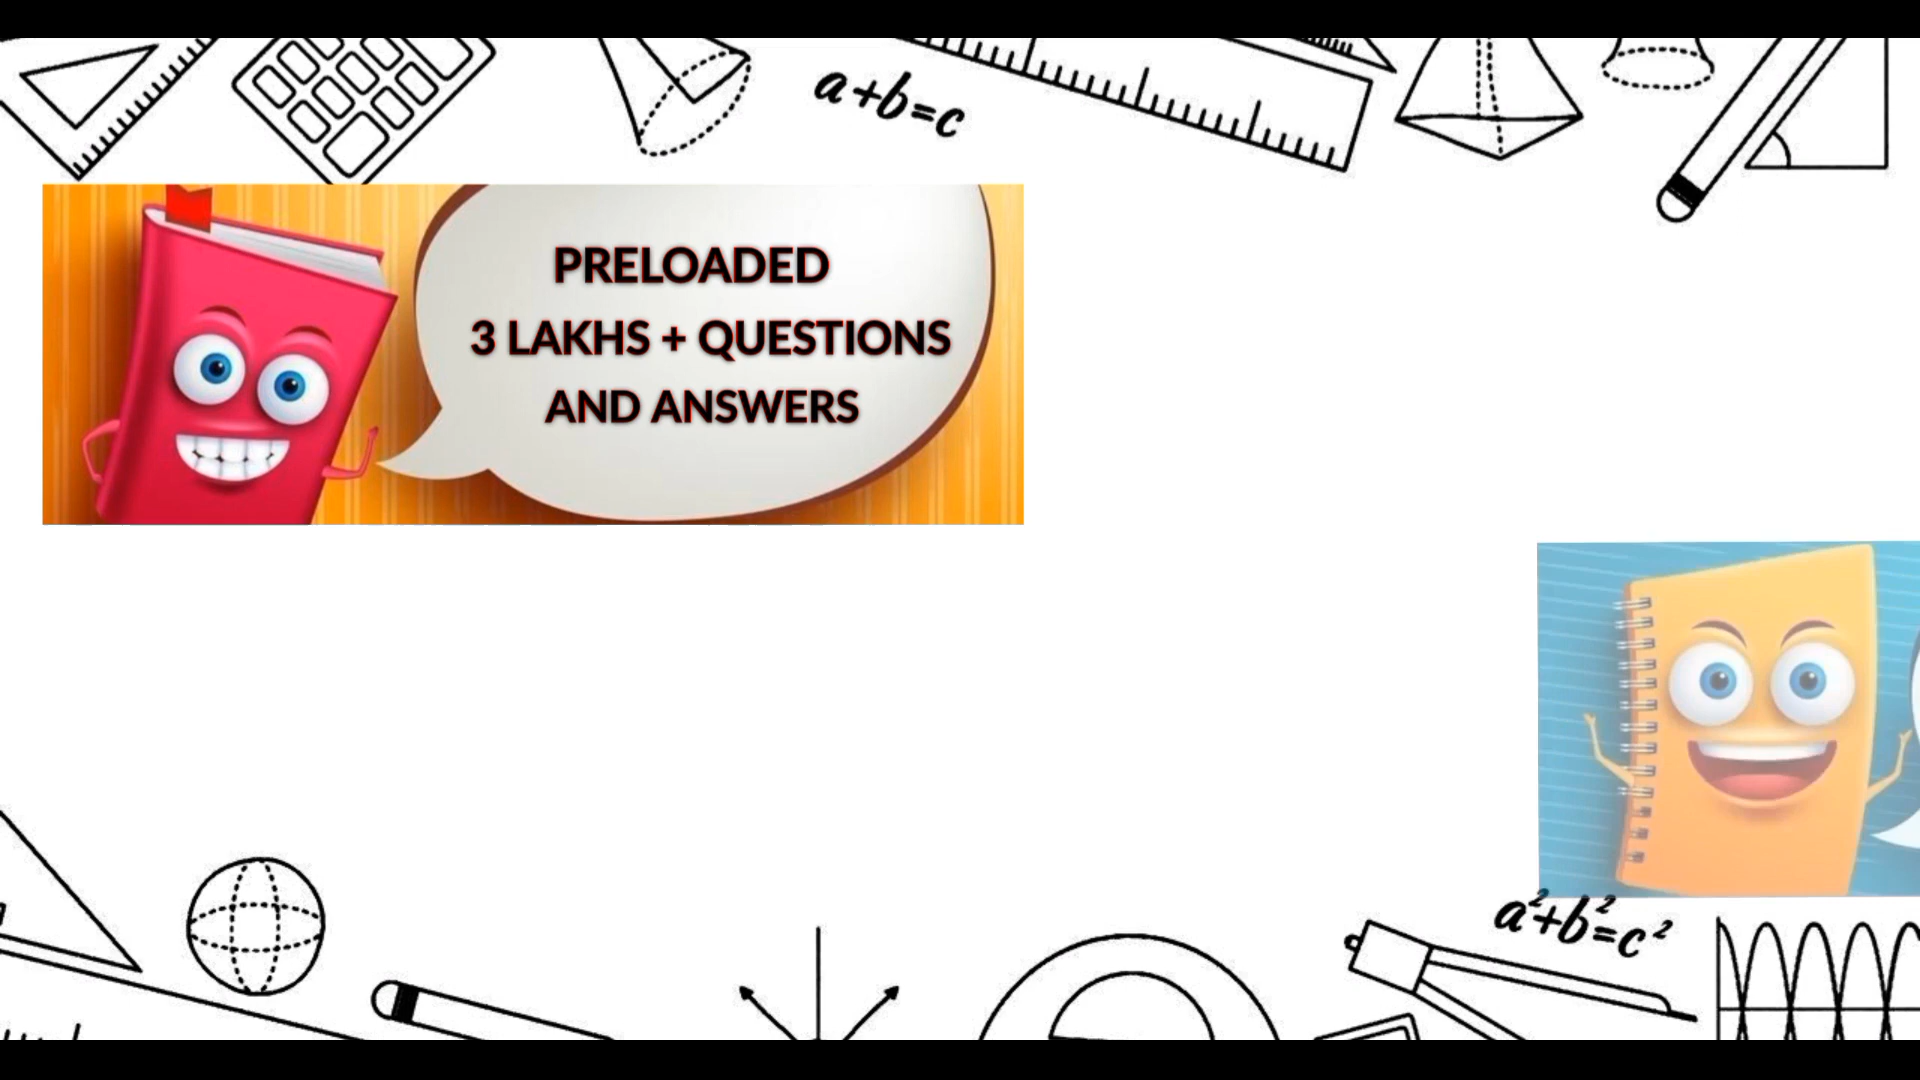 a+b=c
PRELOADED
3 LAKHS + QUESTIONS
AND ANSWERS
a²+b²=c²